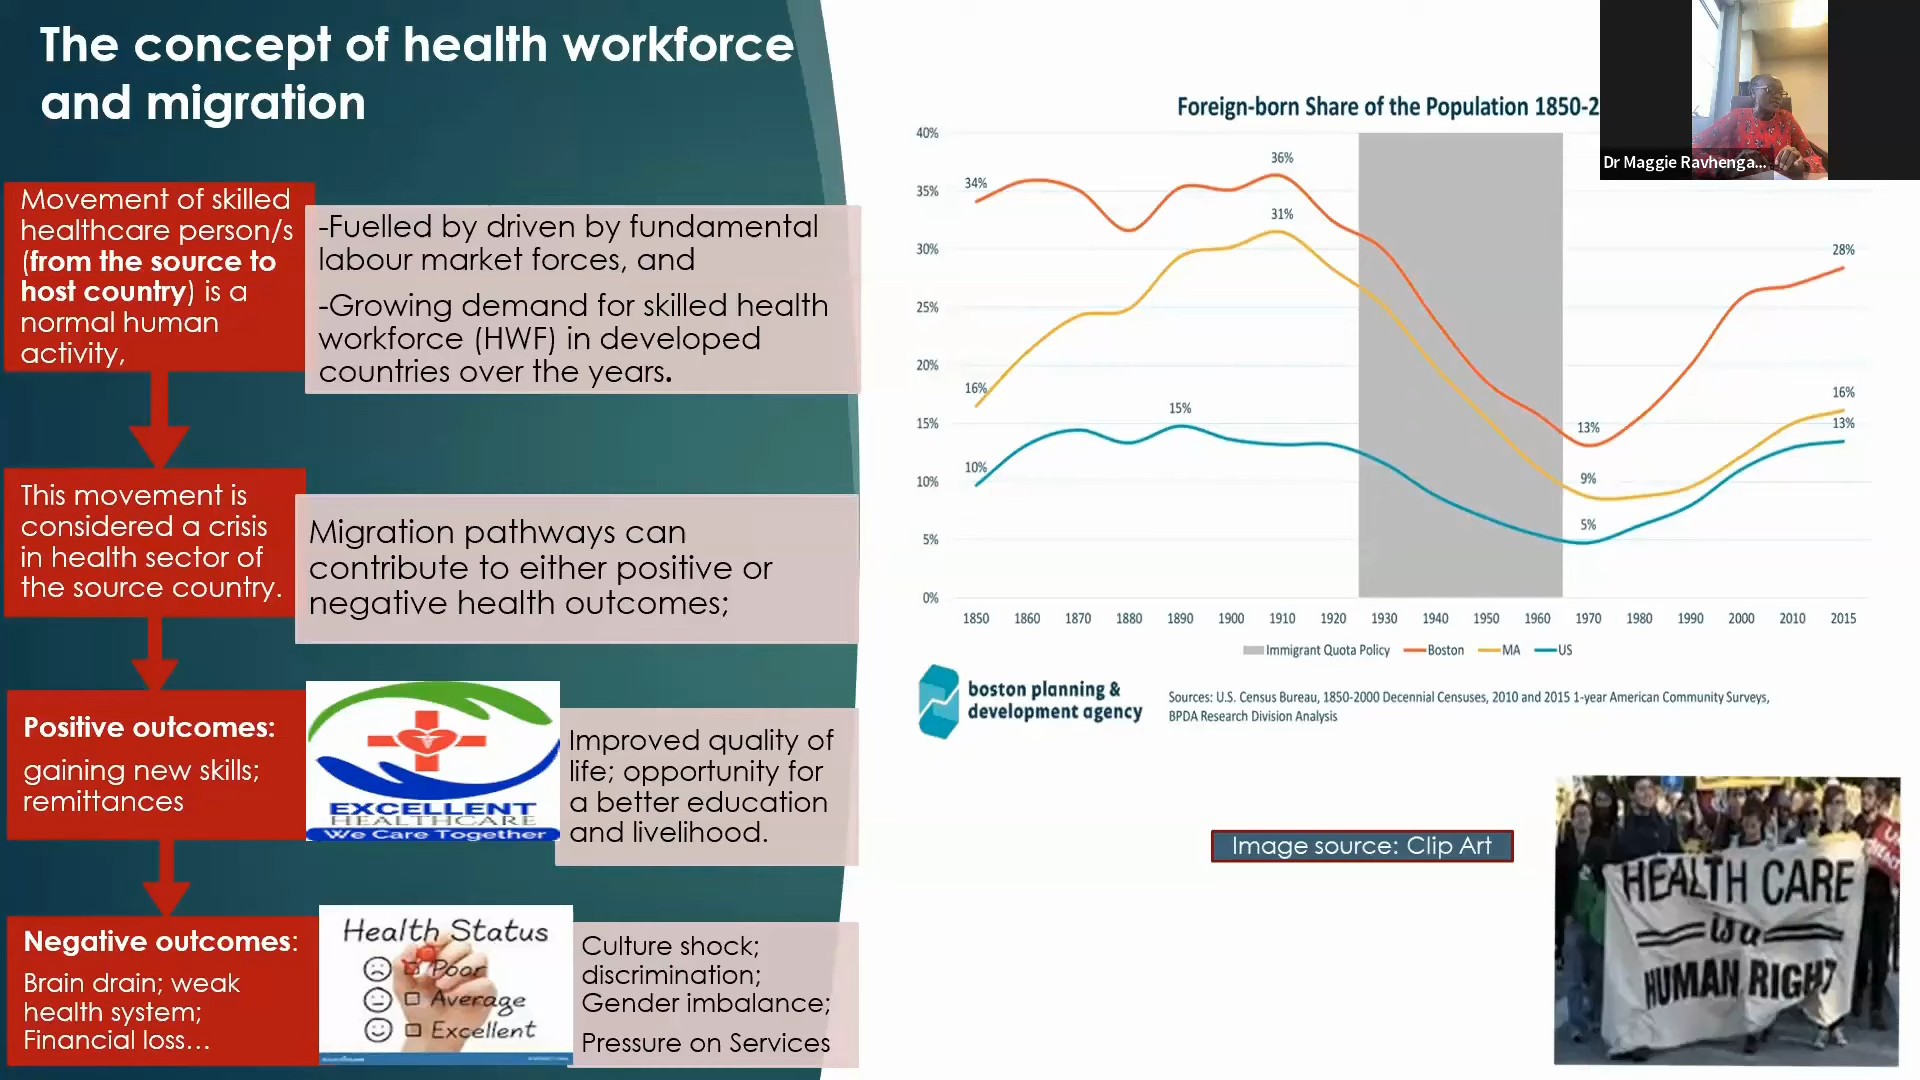 The concept of health workforce
and migration
Movement of skilled
healthcare person/s
(from the source to
host country) is a
normal human
activity,
-Fuelled by driven by fundamental
labour market forces, and
-Growing demand for skilled health
workforce (HWF) in developed
countries over the years.
This movement is
considered a crisis
in health sector of
the source country.
Migration pathways can
contribute to either positive or
negative health outcomes;
Positive outcomes:
gaining new skills;
remittances
EXCELLENT
HEALTHCARE
We Care Together
Improved quality of
life; opportunity for
a better education
and livelihood.
Negative outcomes:
Brain drain; weak
health system;
Financial loss...
Health Status
Poor
Average
Excellent
Culture shock;
discrimination;
Gender imbalance;
Pressure on Services
Foreign-born Share of the Population 1850-2
40%
35%
30%
25%
20%
15%
10%
5%
0%
34%
36%
31%
16%
15%
10%
13%
9%
5%
28%
16%
13%
1850 1860 1870 1880 1890 1900 1910 1920 1930 1940 1950 1960 1970 1980 1990 2000 2010 2015
Immigrant Quota Policy Boston MA US
boston planning &
development agency
Sources: U.S. Census Bureau, 1850-2000 Decennial Censuses, 2010 and 2015 1-year American Community Surveys,
BPDA Research Division Analysis
Image source: Clip Art
HEALTH CARE
is a
HUMAN RIGHT
Dr Maggie Ravhenga...